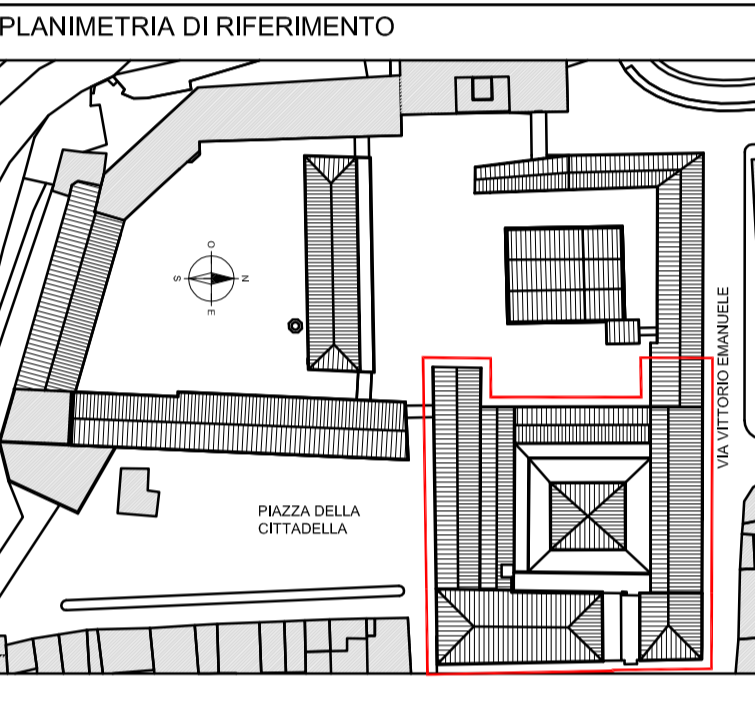 PLANIMETRIA DI RIFERIMENTO
O
S
N
E
VIA VITTORIO EMANUELE
PIAZZA DELLA
CITTADELLA